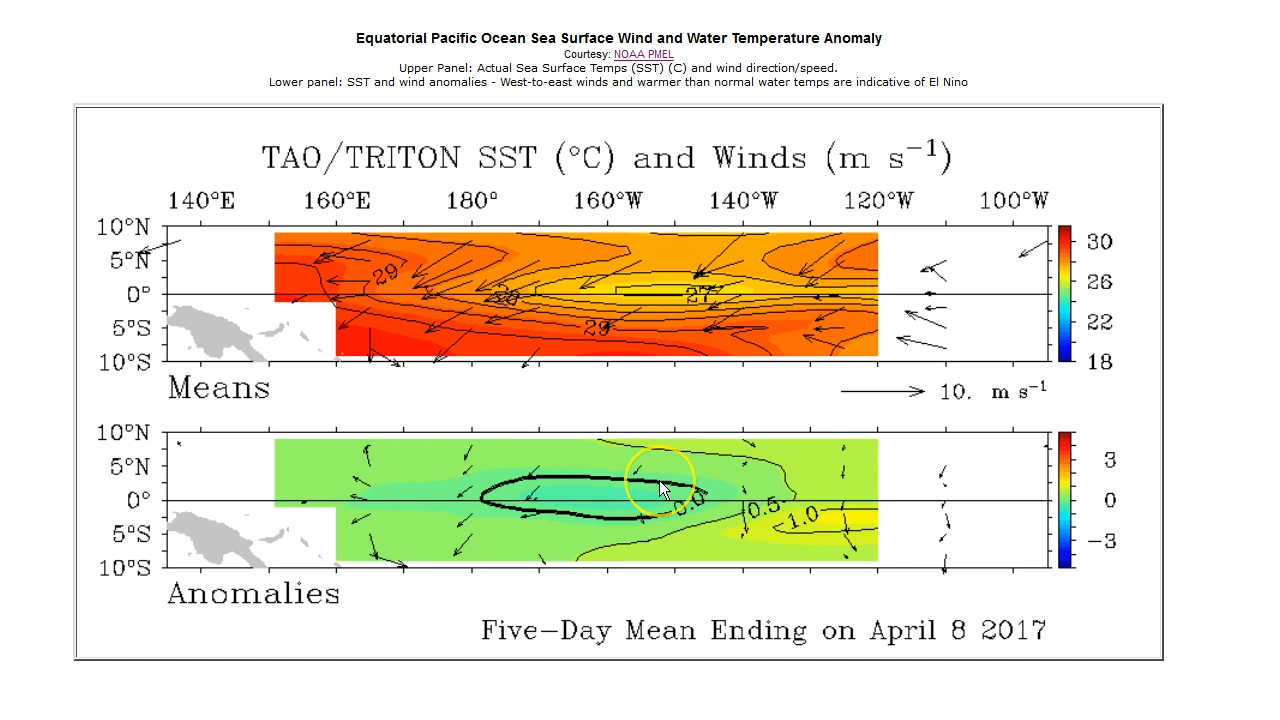 Equatorial Pacific Ocean Sea Surface Wind and Water Temperature Anomaly
Courtesy: NOAA PMEL
Upper Panel: Actual Sea Surface Temps (SST) (C) and wind direction/speed.
Lower panel: SST and wind anomalies - West-to-east winds and warmer than normal water temps are indicative of El Nino
TAO/TRITON SST (°C) and Winds (m s⁻¹)
140°E 160°E 180° 160°W 140°W 120°W 100°W
10°N
5°N
0°
5°S
10°S
29
28
27
29
30
26
22
18
Means
10. m s⁻¹
10°N
5°N
0°
5°S
10°S
0.0
0.5
1.0
3
0
−3
Anomalies
Five−Day Mean Ending on April 8 2017